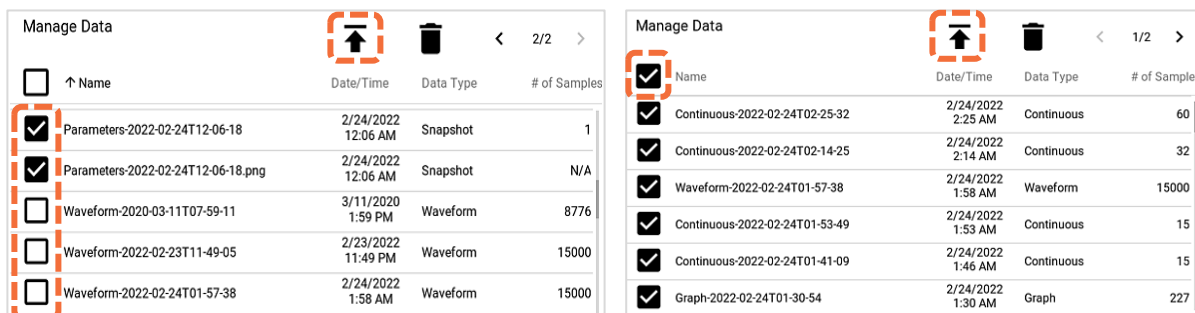 Manage Data
2/2
↑ Name Date/Time Data Type # of Samples
Parameters-2022-02-24T12-06-18 2/24/2022 12:06 AM Snapshot 1
Parameters-2022-02-24T12-06-18.png 2/24/2022 12:06 AM Snapshot N/A
Waveform-2020-03-11T07-59-11 3/11/2020 1:59 PM Waveform 8776
Waveform-2022-02-23T11-49-05 2/23/2022 11:49 PM Waveform 15000
Waveform-2022-02-24T01-57-38 2/24/2022 1:58 AM Waveform 15000
Manage Data
1/2
Name Date/Time Data Type # of Sample
Continuous-2022-02-24T02-25-32 2/24/2022 2:25 AM Continuous 60
Continuous-2022-02-24T02-14-25 2/24/2022 2:14 AM Continuous 32
Waveform-2022-02-24T01-57-38 2/24/2022 1:58 AM Waveform 15000
Continuous-2022-02-24T01-53-49 2/24/2022 1:53 AM Continuous 15
Continuous-2022-02-24T01-41-09 2/24/2022 1:46 AM Continuous 15
Graph-2022-02-24T01-30-54 2/24/2022 1:30 AM Graph 227